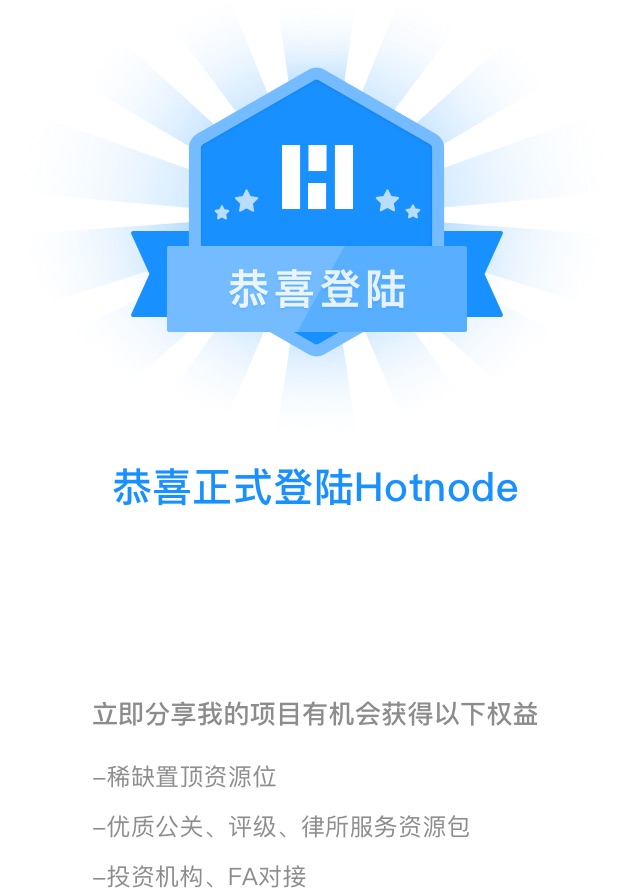 恭喜登陆
恭喜正式登陆Hotnode
立即分享我的项目有机会获得以下权益
–稀缺置顶资源位
–优质公关、评级、律所服务资源包
–投资机构、FA对接